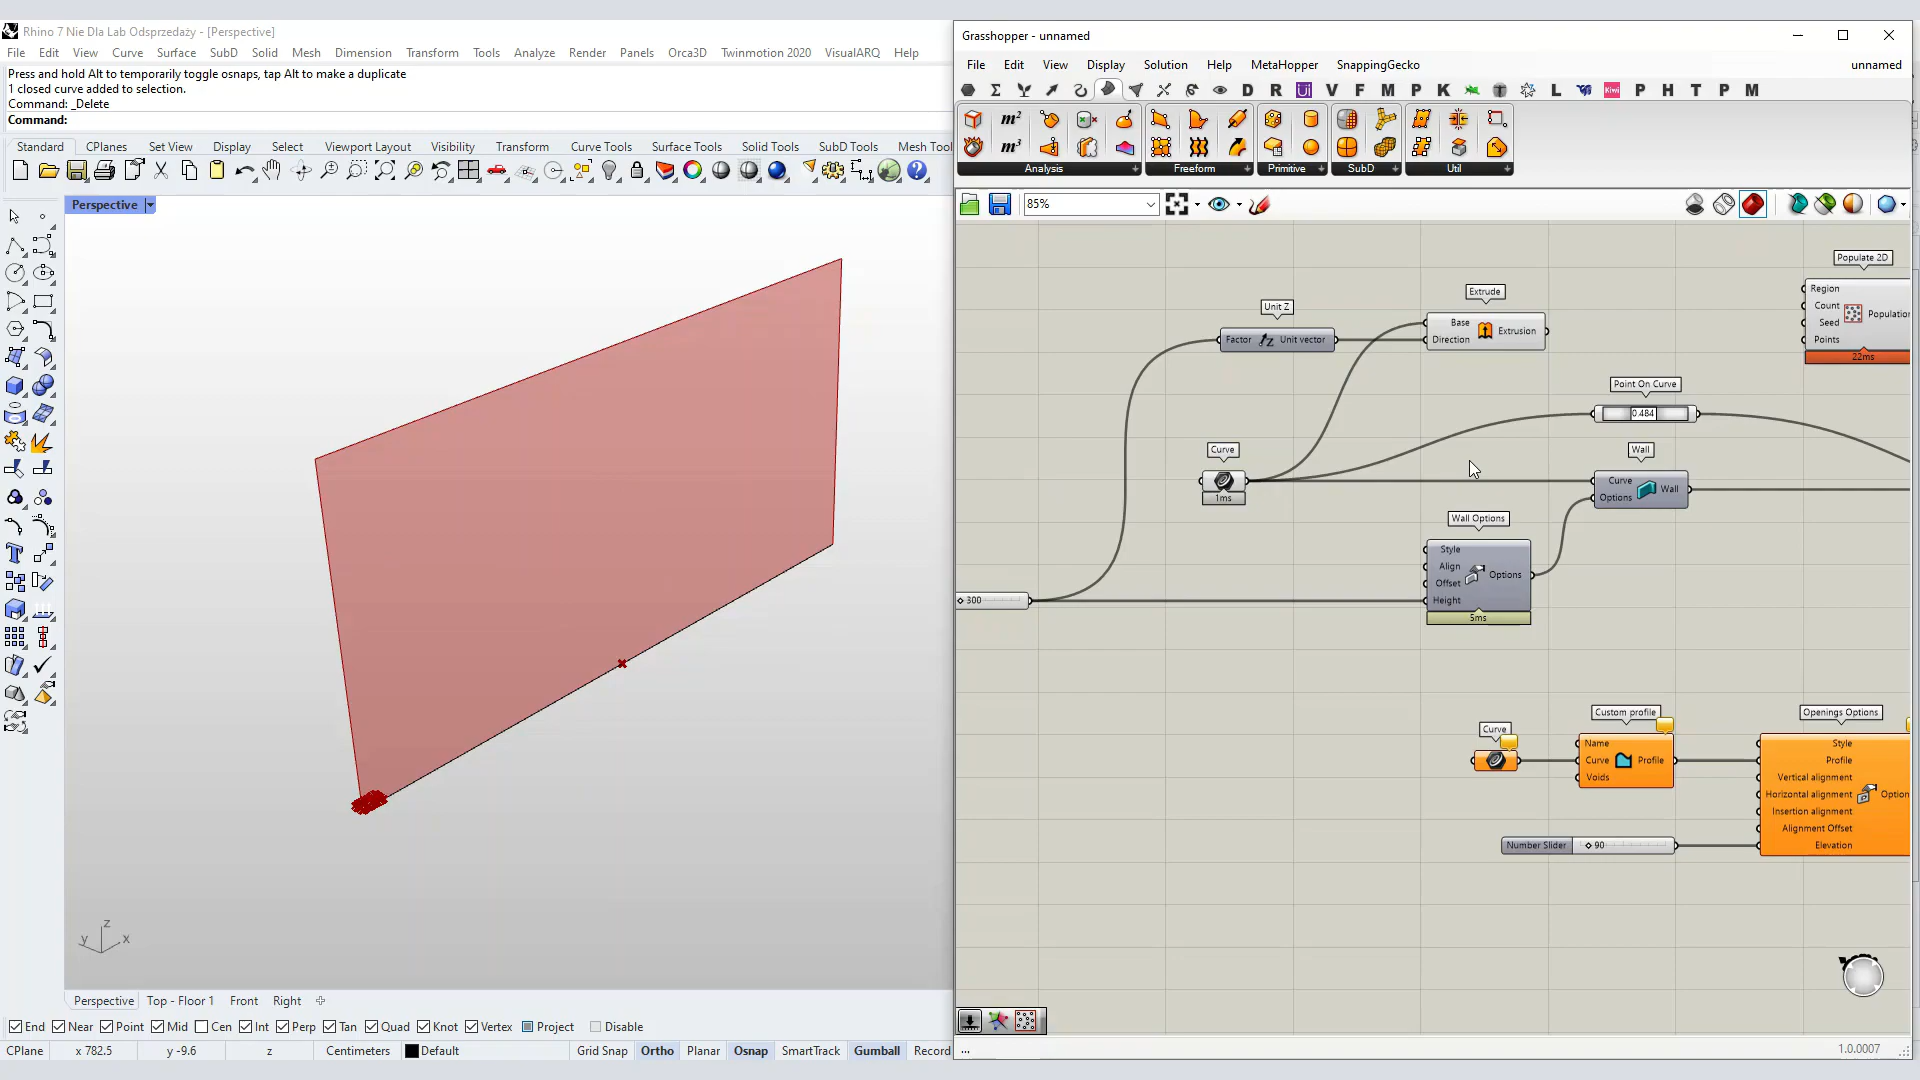 Rhino 7 Nie Dla Lab Odsprzedaży - [Perspective]
File Edit View Curve Surface SubD Solid Mesh Dimension Transform Tools Analyze Render Panels Orca3D Twinmotion 2020 VisualARQ Help
Press and hold Alt to temporarily toggle osnaps, tap Alt to make a duplicate
1 closed curve added to selection.
Command: _Delete
Command:
Standard CPlanes Set View Display Select Viewport Layout Visibility Transform Curve Tools Surface Tools Solid Tools SubD Tools Mesh Tool
Perspective
z
y x
Perspective Top - Floor 1 Front Right
End Near Point Mid Cen Int Perp Tan Quad Knot Vertex Project Disable
CPlane x 782.5 y -9.6 z Centimeters Default Grid Snap Ortho Planar Osnap SmartTrack Gumball Record
Grasshopper - unnamed
File Edit View Display Solution Help MetaHopper SnappingGecko unnamed
D R Ui V F M P K L Kiwi P H T P M
m²
m³
Analysis Freeform Primitive SubD Util
85%
Populate 2D
Region
Count
Seed
Points
Population
22ms
Unit Z
Factor Unit vector
Extrude
Base
Direction
Extrusion
Point On Curve
0.484
Curve
1ms
Wall
Curve
Options
Wall
Wall Options
Style
Align
Offset
Height
Options
5ms
300
Curve
Custom profile
Name
Curve
Voids
Profile
Openings Options
Style
Profile
Vertical alignment
Horizontal alignment
Insertion alignment
Alignment Offset
Elevation
Option
Number Slider 90
...
1.0.0007